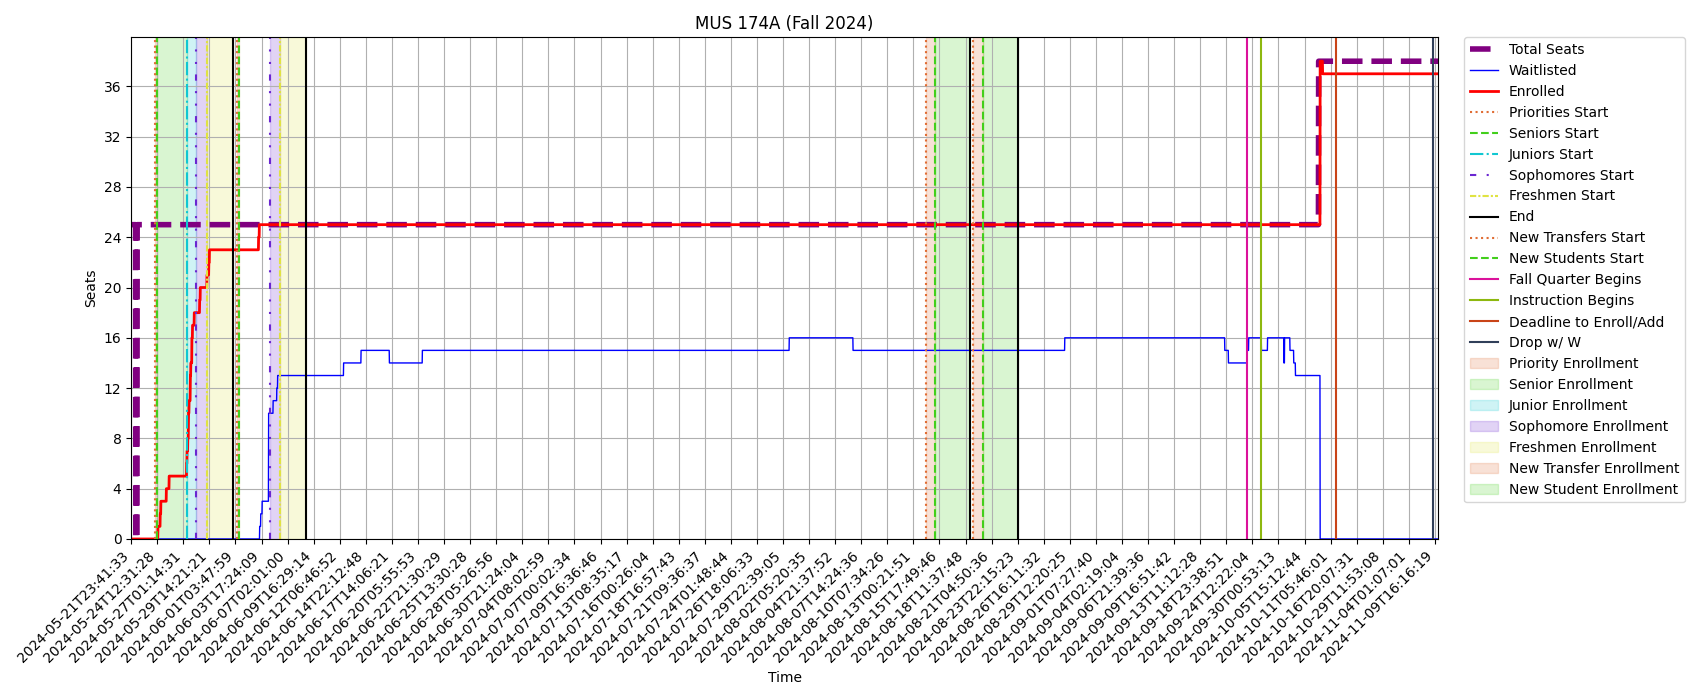 MUS 174A (Fall 2024)
Seats
36
32
28
24
20
16
12
8
4
0
2024-05-21T23:41:33
2024-05-24T12:31:28
2024-05-27T01:14:31
2024-05-29T14:21:21
2024-06-01T03:47:59
2024-06-03T17:24:09
2024-06-07T02:01:00
2024-06-09T16:29:14
2024-06-12T06:46:52
2024-06-14T22:12:48
2024-06-17T14:06:21
2024-06-20T05:55:53
2024-06-22T21:30:29
2024-06-25T13:30:28
2024-06-28T05:26:56
2024-06-30T21:24:04
2024-07-04T08:02:59
2024-07-07T00:02:34
2024-07-09T16:36:46
2024-07-13T08:35:17
2024-07-16T00:26:04
2024-07-18T16:57:43
2024-07-21T09:36:37
2024-07-24T01:48:44
2024-07-26T18:06:33
2024-07-29T22:39:05
2024-08-02T05:20:35
2024-08-04T21:37:52
2024-08-07T14:24:36
2024-08-10T07:34:26
2024-08-13T00:21:51
2024-08-15T17:49:46
2024-08-18T11:37:48
2024-08-21T04:50:36
2024-08-23T22:15:23
2024-08-26T16:11:32
2024-08-29T12:20:25
2024-09-01T07:27:40
2024-09-04T02:19:04
2024-09-06T21:39:36
2024-09-09T16:51:42
2024-09-13T11:12:28
2024-09-18T23:38:51
2024-09-24T12:22:04
2024-09-30T00:53:13
2024-10-05T15:12:44
2024-10-11T05:46:01
2024-10-16T20:07:31
2024-10-29T11:53:08
2024-11-04T01:07:01
2024-11-09T16:16:19
Time
Total Seats
Waitlisted
Enrolled
Priorities Start
Seniors Start
Juniors Start
Sophomores Start
Freshmen Start
End
New Transfers Start
New Students Start
Fall Quarter Begins
Instruction Begins
Deadline to Enroll/Add
Drop w/ W
Priority Enrollment
Senior Enrollment
Junior Enrollment
Sophomore Enrollment
Freshmen Enrollment
New Transfer Enrollment
New Student Enrollment